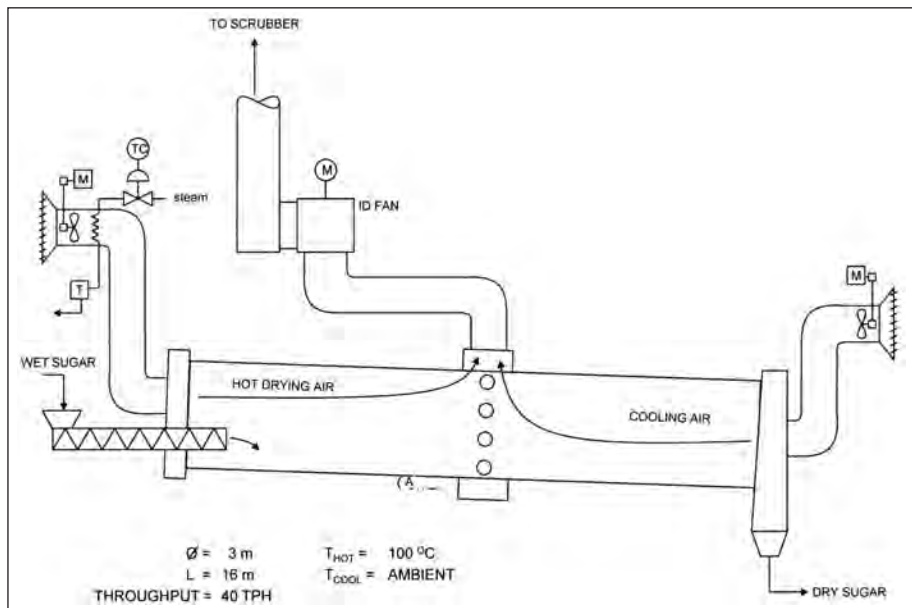 TO SCRUBBER
TC
M
M
steam
ID FAN
T
M
WET SUGAR
HOT DRYING AIR
COOLING AIR
(A
Ø = 3 m
T_HOT = 100 °C
L = 16 m
T_COOL = AMBIENT
THROUGHPUT = 40 TPH
DRY SUGAR